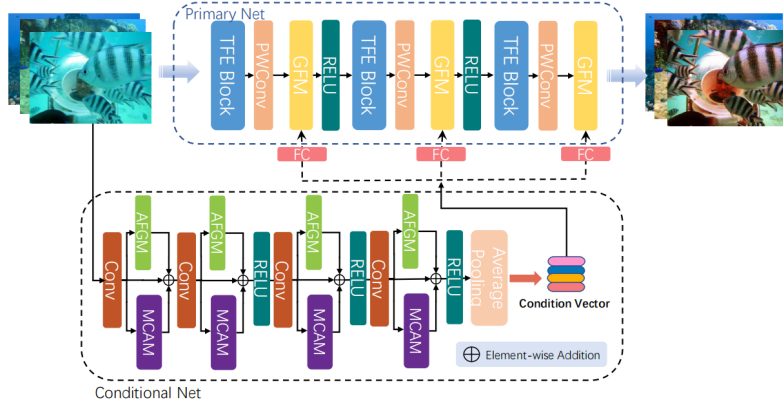 Primary Net
TFE Block
PWConv
GFM
RELU
TFE Block
PWConv
GFM
RELU
TFE Block
PWConv
GFM
FC
FC
FC
Conv
AFGM
MCAM
Conv
AFGM
MCAM
RELU
Conv
AFGM
MCAM
RELU
Conv
AFGM
MCAM
RELU
Average
Pooling
Condition Vector
Element-wise Addition
Conditional Net